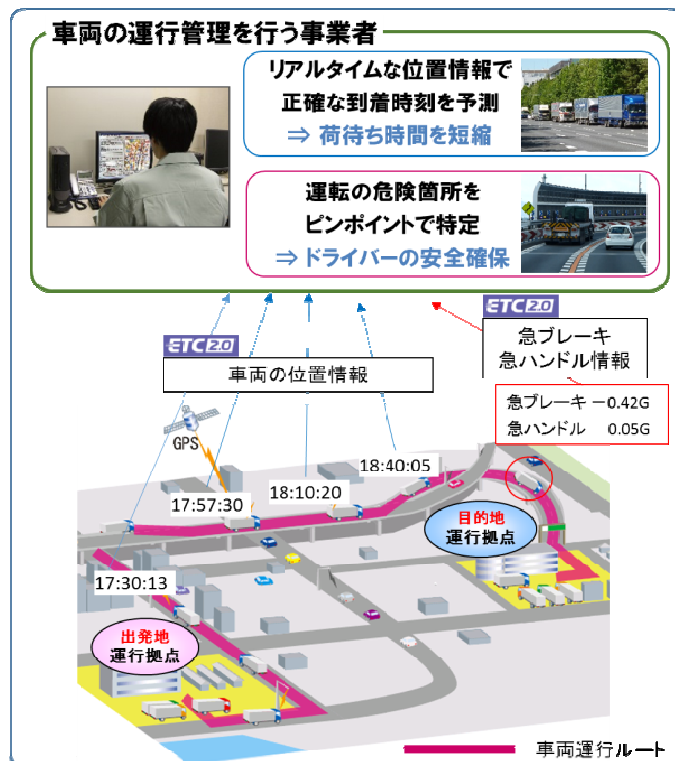 車両の運行管理を行う事業者
リアルタイムな位置情報で
正確な到着時刻を予測
⇒ 荷待ち時間を短縮
運転の危険箇所を
ピンポイントで特定
⇒ ドライバーの安全確保
ETC2.0
急ブレーキ
急ハンドル情報
ETC2.0
車両の位置情報
急ブレーキ －0.42G
急ハンドル 0.05G
GPS
18:40:05
17:57:30
18:10:20
目的地
運行拠点
17:30:13
出発地
運行拠点
車両運行ルート